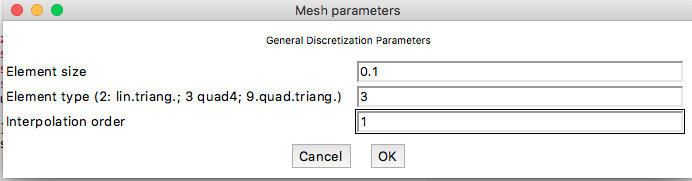 Mesh parameters
General Discretization Parameters
Element size 0.1
Element type (2: lin.triang.; 3 quad4; 9.quad.triang.) 3
Interpolation order 1
Cancel OK